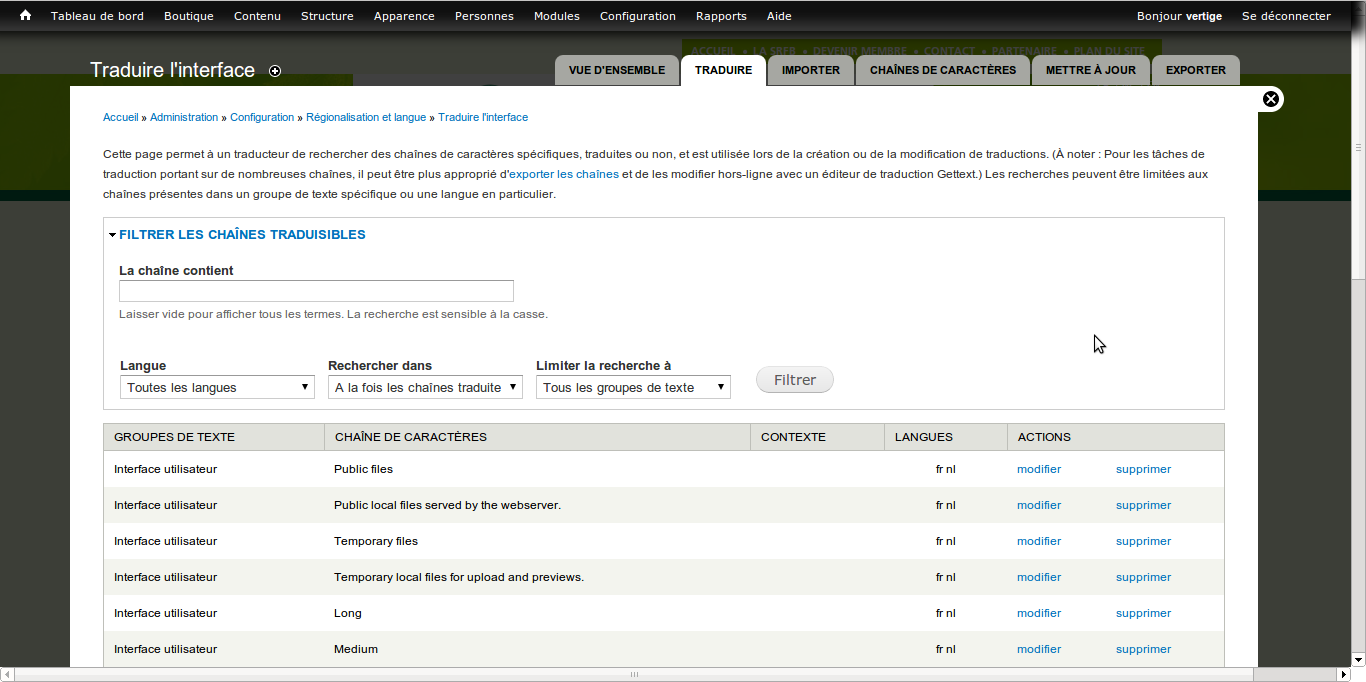 Tableau de bord Boutique Contenu Structure Apparence Personnes Modules Configuration Rapports Aide Bonjour vertige Se déconnecter
ACCUEIL • LA SRFB • DEVENIR MEMBRE • CONTACT • PARTENAIRE • PLAN DU SITE
Traduire l'interface VUE D'ENSEMBLE TRADUIRE IMPORTER CHAÎNES DE CARACTÈRES METTRE À JOUR EXPORTER
Accueil » Administration » Configuration » Régionalisation et langue » Traduire l'interface
Cette page permet à un traducteur de rechercher des chaînes de caractères spécifiques, traduites ou non, et est utilisée lors de la création ou de la modification de traductions. (À noter : Pour les tâches de
traduction portant sur de nombreuses chaînes, il peut être plus approprié d'exporter les chaînes et de les modifier hors-ligne avec un éditeur de traduction Gettext.) Les recherches peuvent être limitées aux
chaînes présentes dans un groupe de texte spécifique ou une langue en particulier.
FILTRER LES CHAÎNES TRADUISIBLES
La chaîne contient
Laisser vide pour afficher tous les termes. La recherche est sensible à la casse.
Langue Rechercher dans Limiter la recherche à
Toutes les langues A la fois les chaînes traduite Tous les groupes de texte Filtrer
GROUPES DE TEXTE CHAÎNE DE CARACTÈRES CONTEXTE LANGUES ACTIONS
Interface utilisateur Public files fr nl modifier supprimer
Interface utilisateur Public local files served by the webserver. fr nl modifier supprimer
Interface utilisateur Temporary files fr nl modifier supprimer
Interface utilisateur Temporary local files for upload and previews. fr nl modifier supprimer
Interface utilisateur Long fr nl modifier supprimer
Interface utilisateur Medium fr nl modifier supprimer